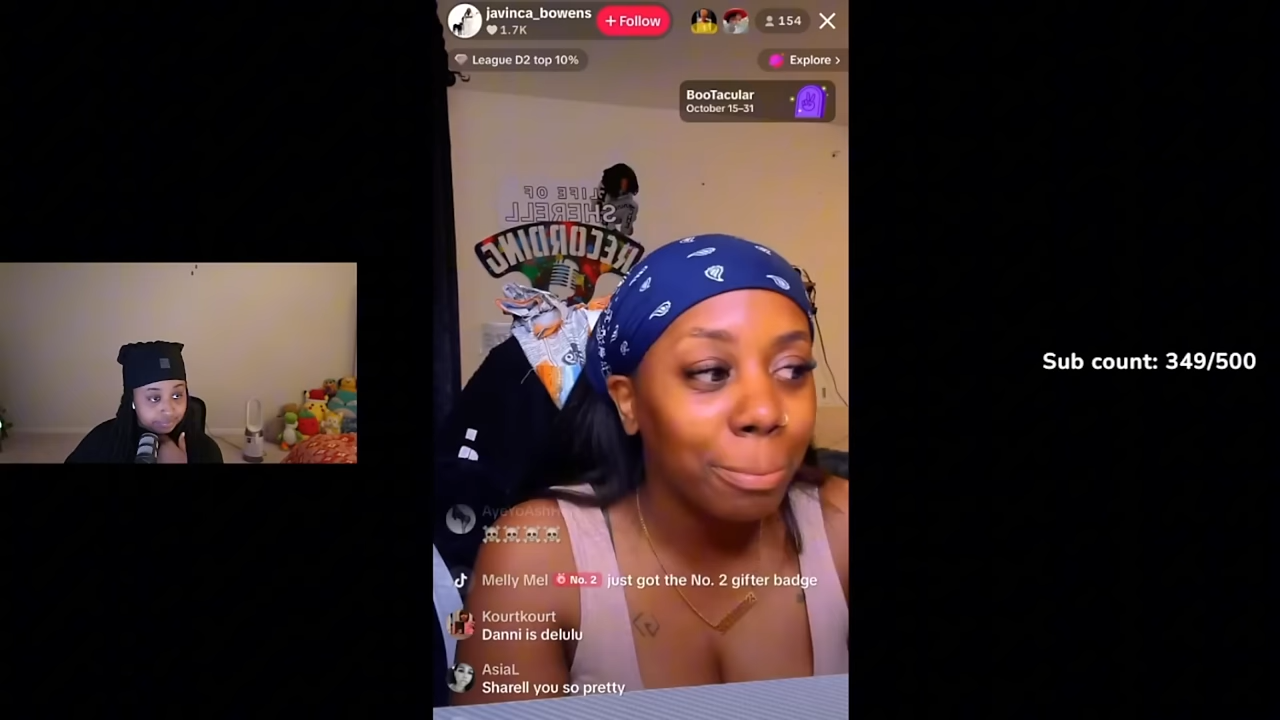 javinca_bowens
1.7K
+ Follow
154
League D2 top 10%
Explore >
BooTacular
October 15-31
LIFE OF
SHERELL
RECORDING
Sub count: 349/500
☠️☠️☠️☠️
Melly Mel No. 2 just got the No. 2 gifter badge
Kourtkourt
Danni is delulu
AsiaL
Sharell you so pretty